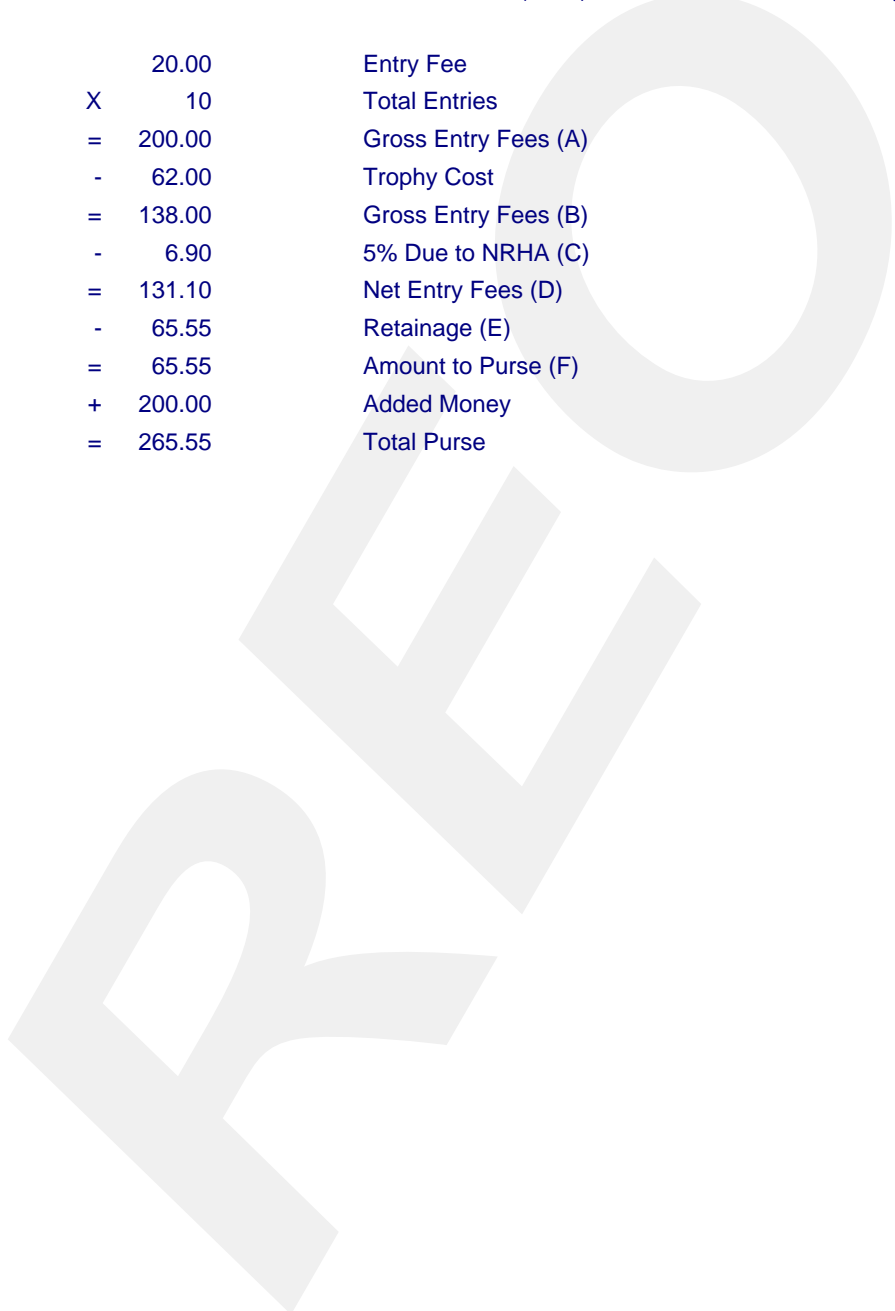 20.00 Entry Fee
X 10 Total Entries
= 200.00 Gross Entry Fees (A)
- 62.00 Trophy Cost
= 138.00 Gross Entry Fees (B)
- 6.90 5% Due to NRHA (C)
= 131.10 Net Entry Fees (D)
- 65.55 Retainage (E)
= 65.55 Amount to Purse (F)
+ 200.00 Added Money
= 265.55 Total Purse
REO